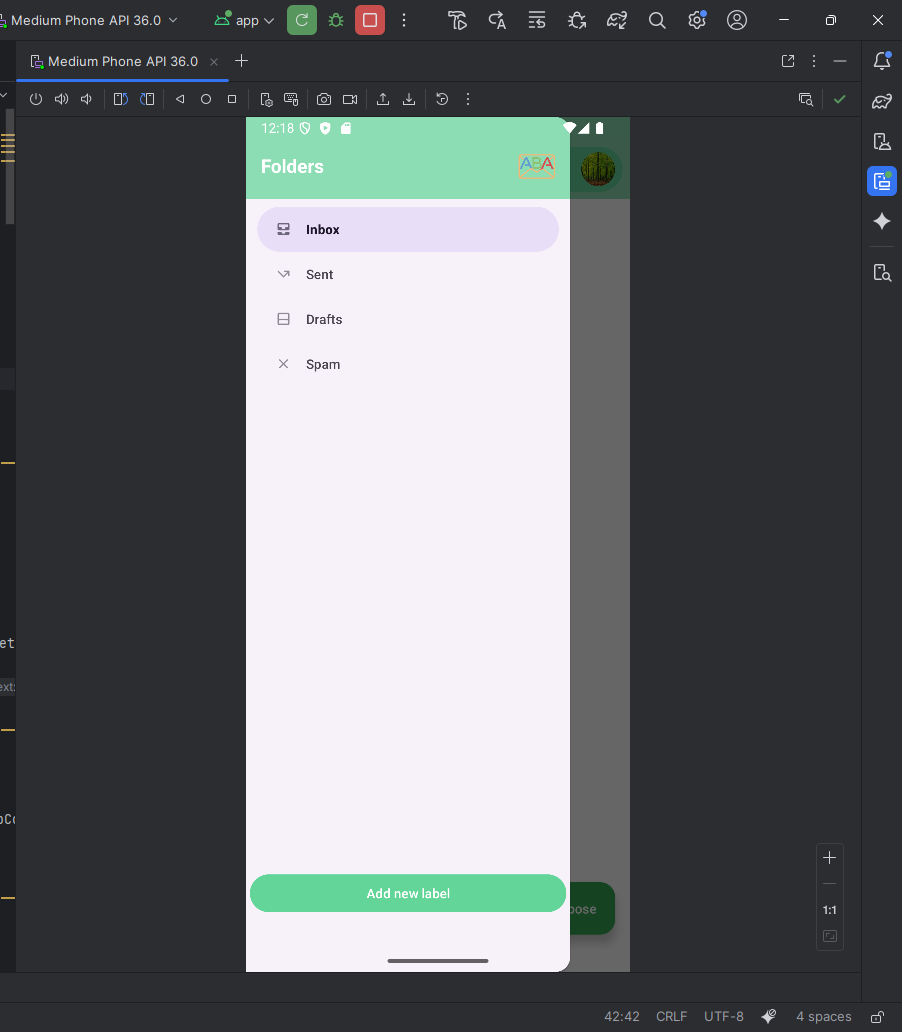 Medium Phone API 36.0
app
Medium Phone API 36.0
12:18
Folders
ABA
Inbox
Sent
Drafts
Spam
Add new label
ose
1:1
et
ext:
42:42 CRLF UTF-8 4 spaces